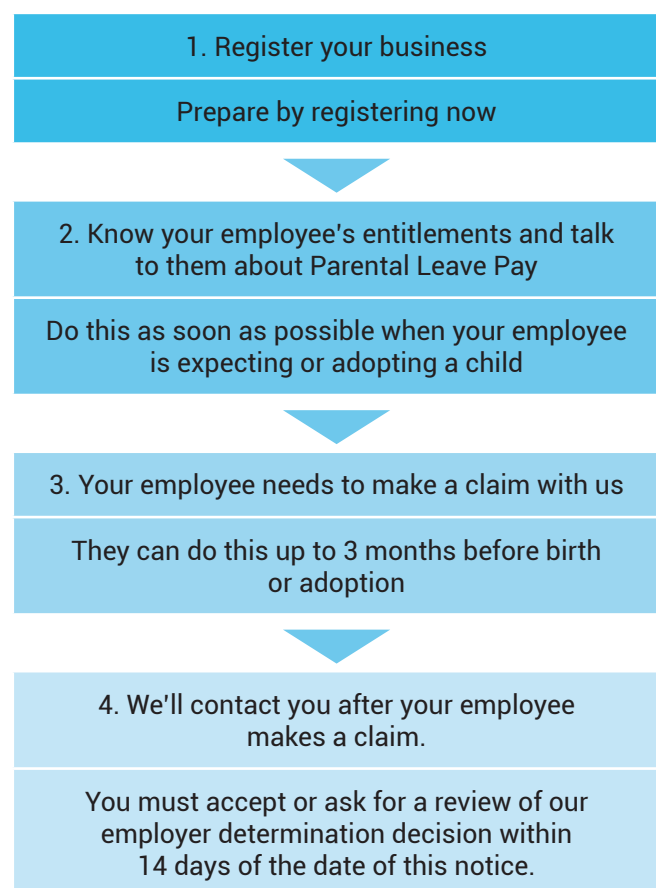 1. Register your business
Prepare by registering now
2. Know your employee's entitlements and talk
to them about Parental Leave Pay
Do this as soon as possible when your employee
is expecting or adopting a child
3. Your employee needs to make a claim with us
They can do this up to 3 months before birth
or adoption
4. We'll contact you after your employee
makes a claim.
You must accept or ask for a review of our
employer determination decision within
14 days of the date of this notice.